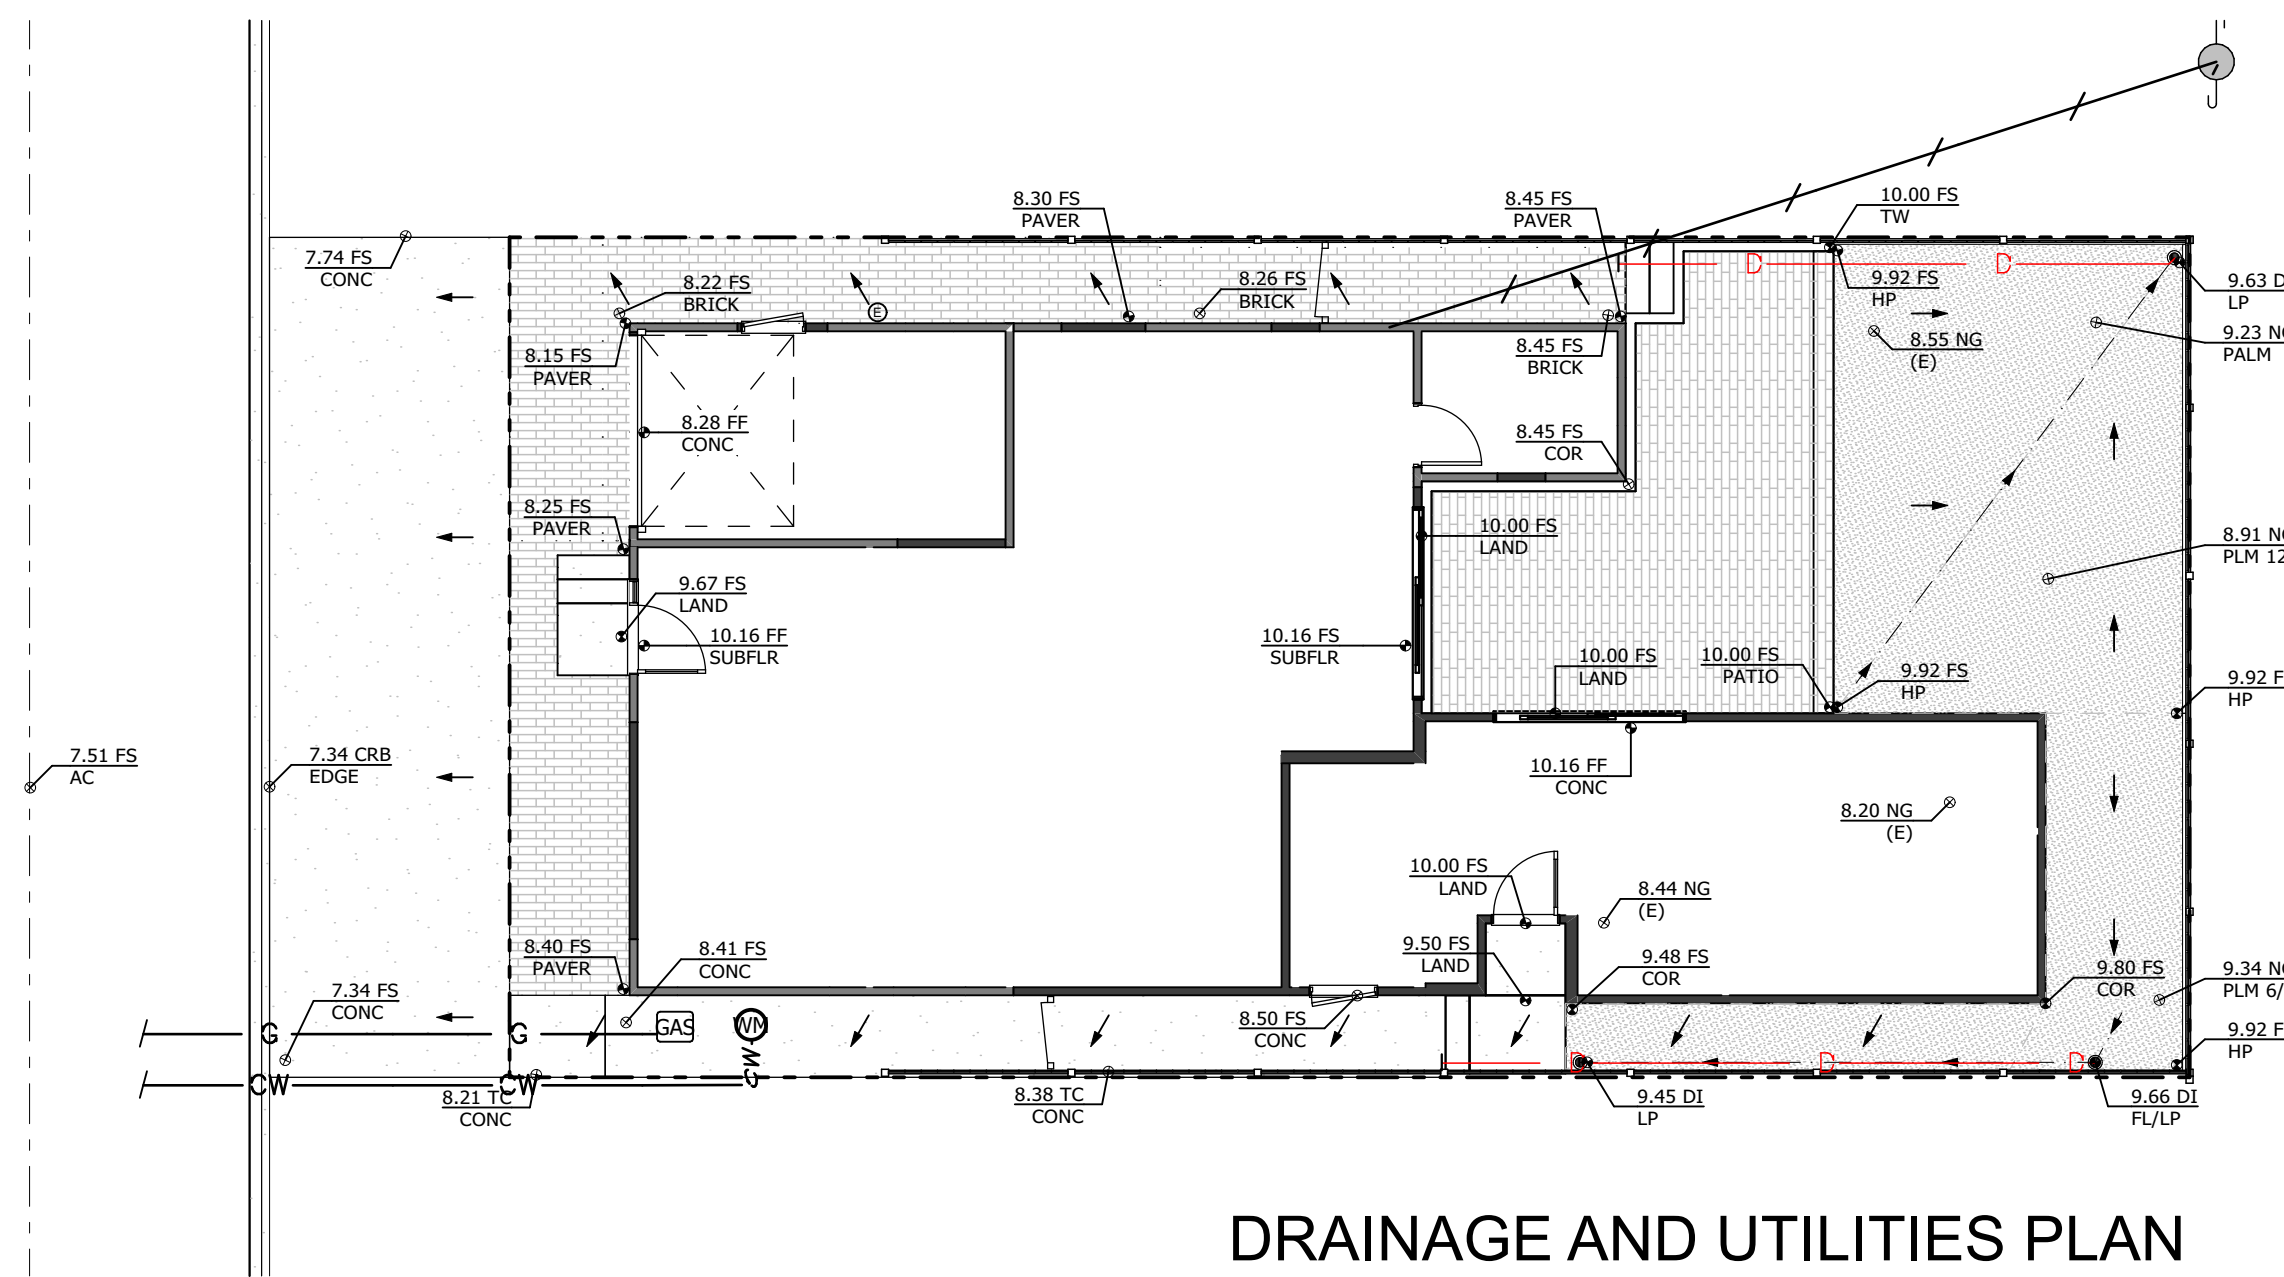 8.30 FS
PAVER
8.45 FS
PAVER
10.00 FS
TW
7.74 FS
CONC
8.22 FS
BRICK
8.26 FS
BRICK
D
D
9.92 FS
HP
9.63 D
LP
E
8.15 FS
PAVER
8.45 FS
BRICK
8.55 NG
(E)
9.23 NG
PALM
8.28 FF
CONC
8.45 FS
COR
8.25 FS
PAVER
10.00 FS
LAND
8.91 NG
PLM 12
9.67 FS
LAND
10.16 FF
SUBFLR
10.16 FS
SUBFLR
10.00 FS
LAND
10.00 FS
PATIO
9.92 FS
HP
9.92 F
HP
7.51 FS
AC
7.34 CRB
EDGE
10.16 FF
CONC
8.20 NG
(E)
10.00 FS
LAND
8.44 NG
(E)
8.40 FS
PAVER
8.41 FS
CONC
9.50 FS
LAND
9.48 FS
COR
9.80 FS
COR
9.34 NG
PLM 6/
7.34 FS
CONC
G
G
GAS
WM
8.50 FS
CONC
9.92 F
HP
CW
CW
CW
D
D
D
8.21 TC
CONC
8.38 TC
CONC
9.45 DI
LP
9.66 DI
FL/LP
DRAINAGE AND UTILITIES PLAN